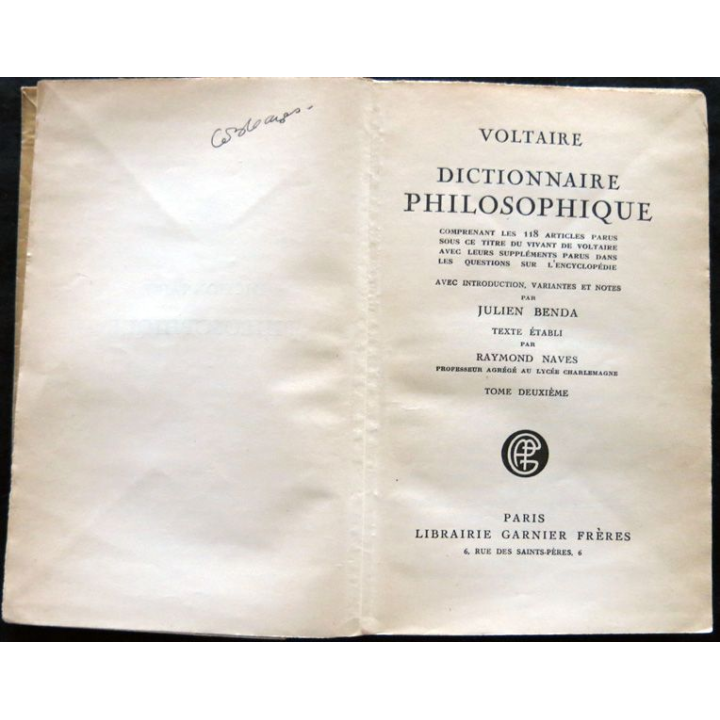 VOLTAIRE
DICTIONNAIRE
PHILOSOPHIQUE
COMPRENANT LES 118 ARTICLES PARUS
SOUS CE TITRE DU VIVANT DE VOLTAIRE
AVEC LEURS SUPPLÉMENTS PARUS DANS
LES QUESTIONS SUR L'ENCYCLOPÉDIE
AVEC INTRODUCTION, VARIANTES ET NOTES
PAR
JULIEN BENDA
TEXTE ÉTABLI
PAR
RAYMOND NAVES
PROFESSEUR AGRÉGÉ AU LYCÉE CHARLEMAGNE
TOME DEUXIÈME
PARIS
LIBRAIRIE GARNIER FRÈRES
6, RUE DES SAINTS-PÈRES, 6